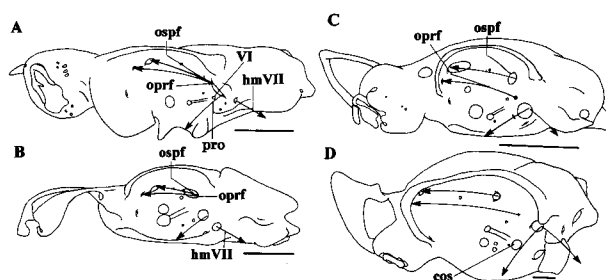 A
ospf
VI
oprf
hmVII
pro
B
ospf
oprf
hmVII
C
oprf
ospf
D
eos